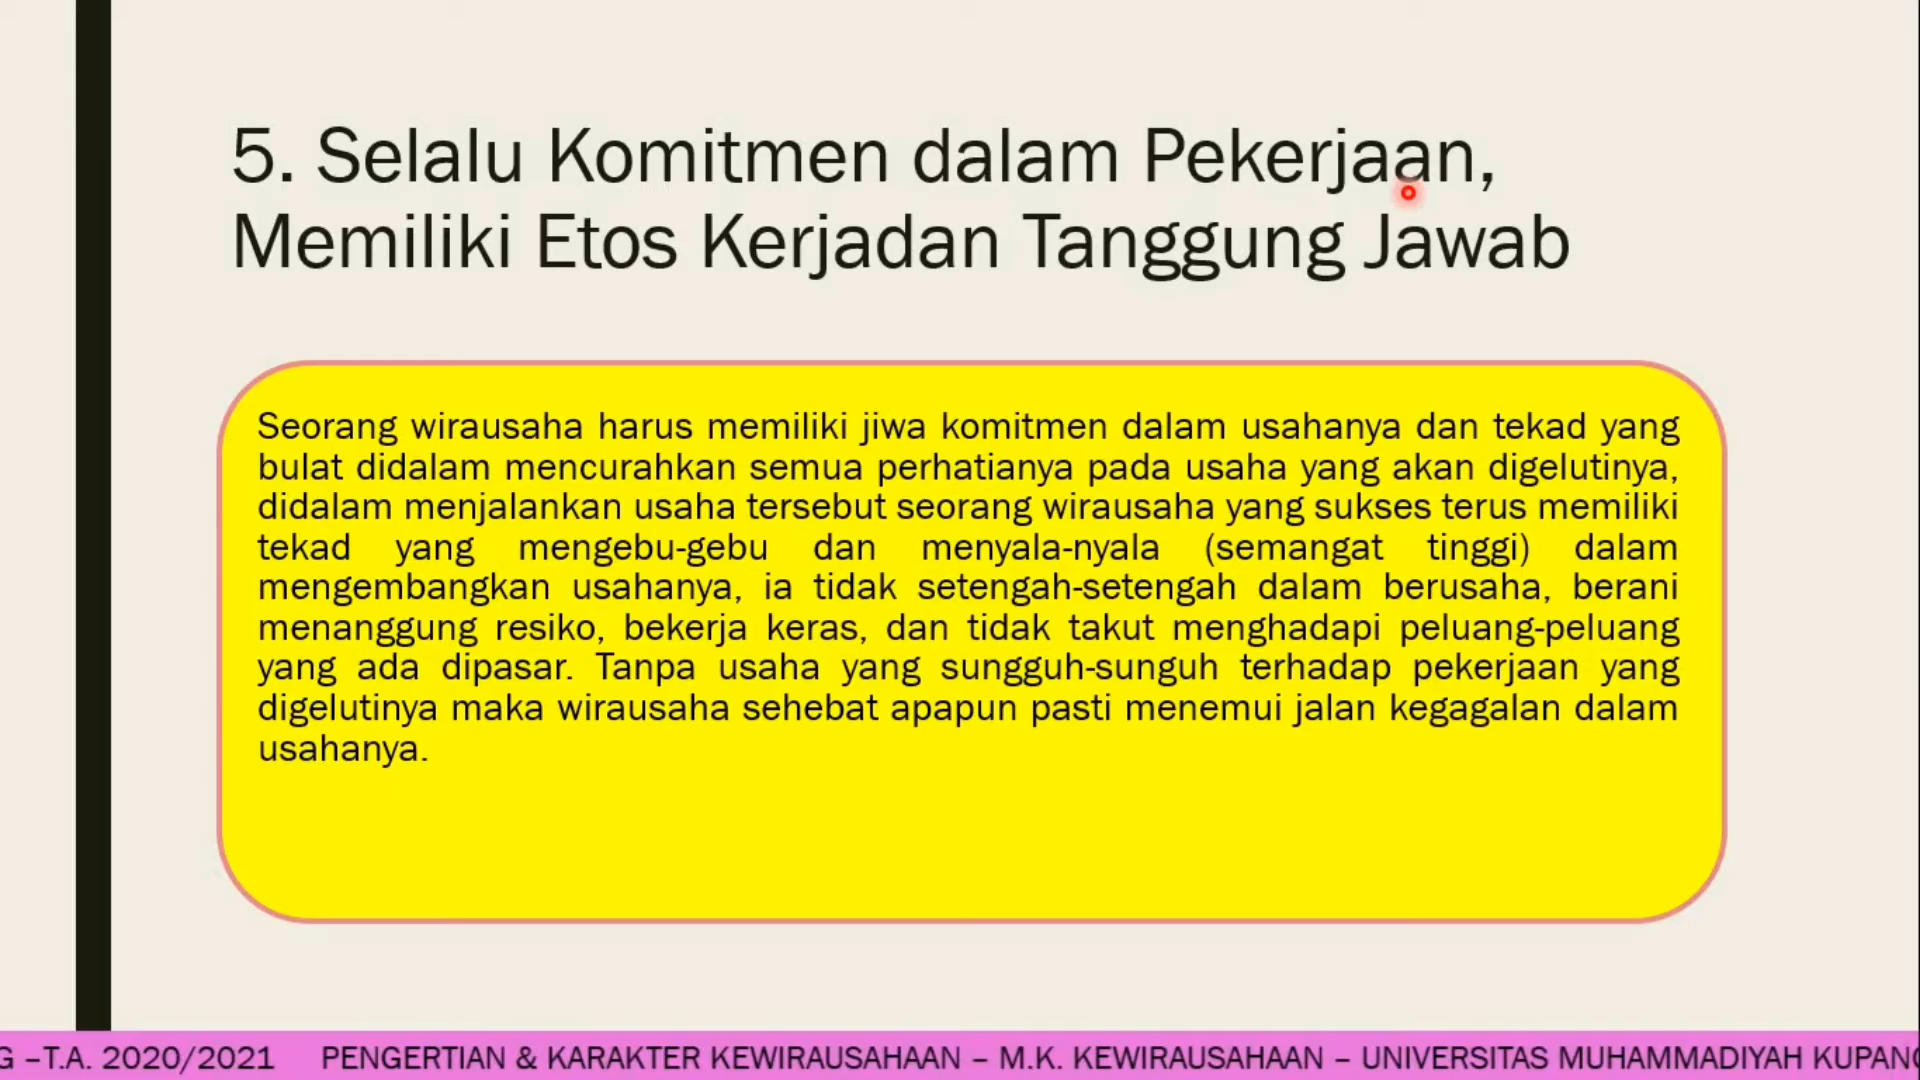 5. Selalu Komitmen dalam Pekerjaan,
Memiliki Etos Kerjadan Tanggung Jawab
Seorang wirausaha harus memiliki jiwa komitmen dalam usahanya dan tekad yang
bulat didalam mencurahkan semua perhatianya pada usaha yang akan digelutinya,
didalam menjalankan usaha tersebut seorang wirausaha yang sukses terus memiliki
tekad yang mengebu-gebu dan menyala-nyala (semangat tinggi) dalam
mengembangkan usahanya, ia tidak setengah-setengah dalam berusaha, berani
menanggung resiko, bekerja keras, dan tidak takut menghadapi peluang-peluang
yang ada dipasar. Tanpa usaha yang sungguh-sunguh terhadap pekerjaan yang
digelutinya maka wirausaha sehebat apapun pasti menemui jalan kegagalan dalam
usahanya.
G –T.A. 2020/2021 PENGERTIAN & KARAKTER KEWIRAUSAHAAN – M.K. KEWIRAUSAHAAN – UNIVERSITAS MUHAMMADIYAH KUPANG